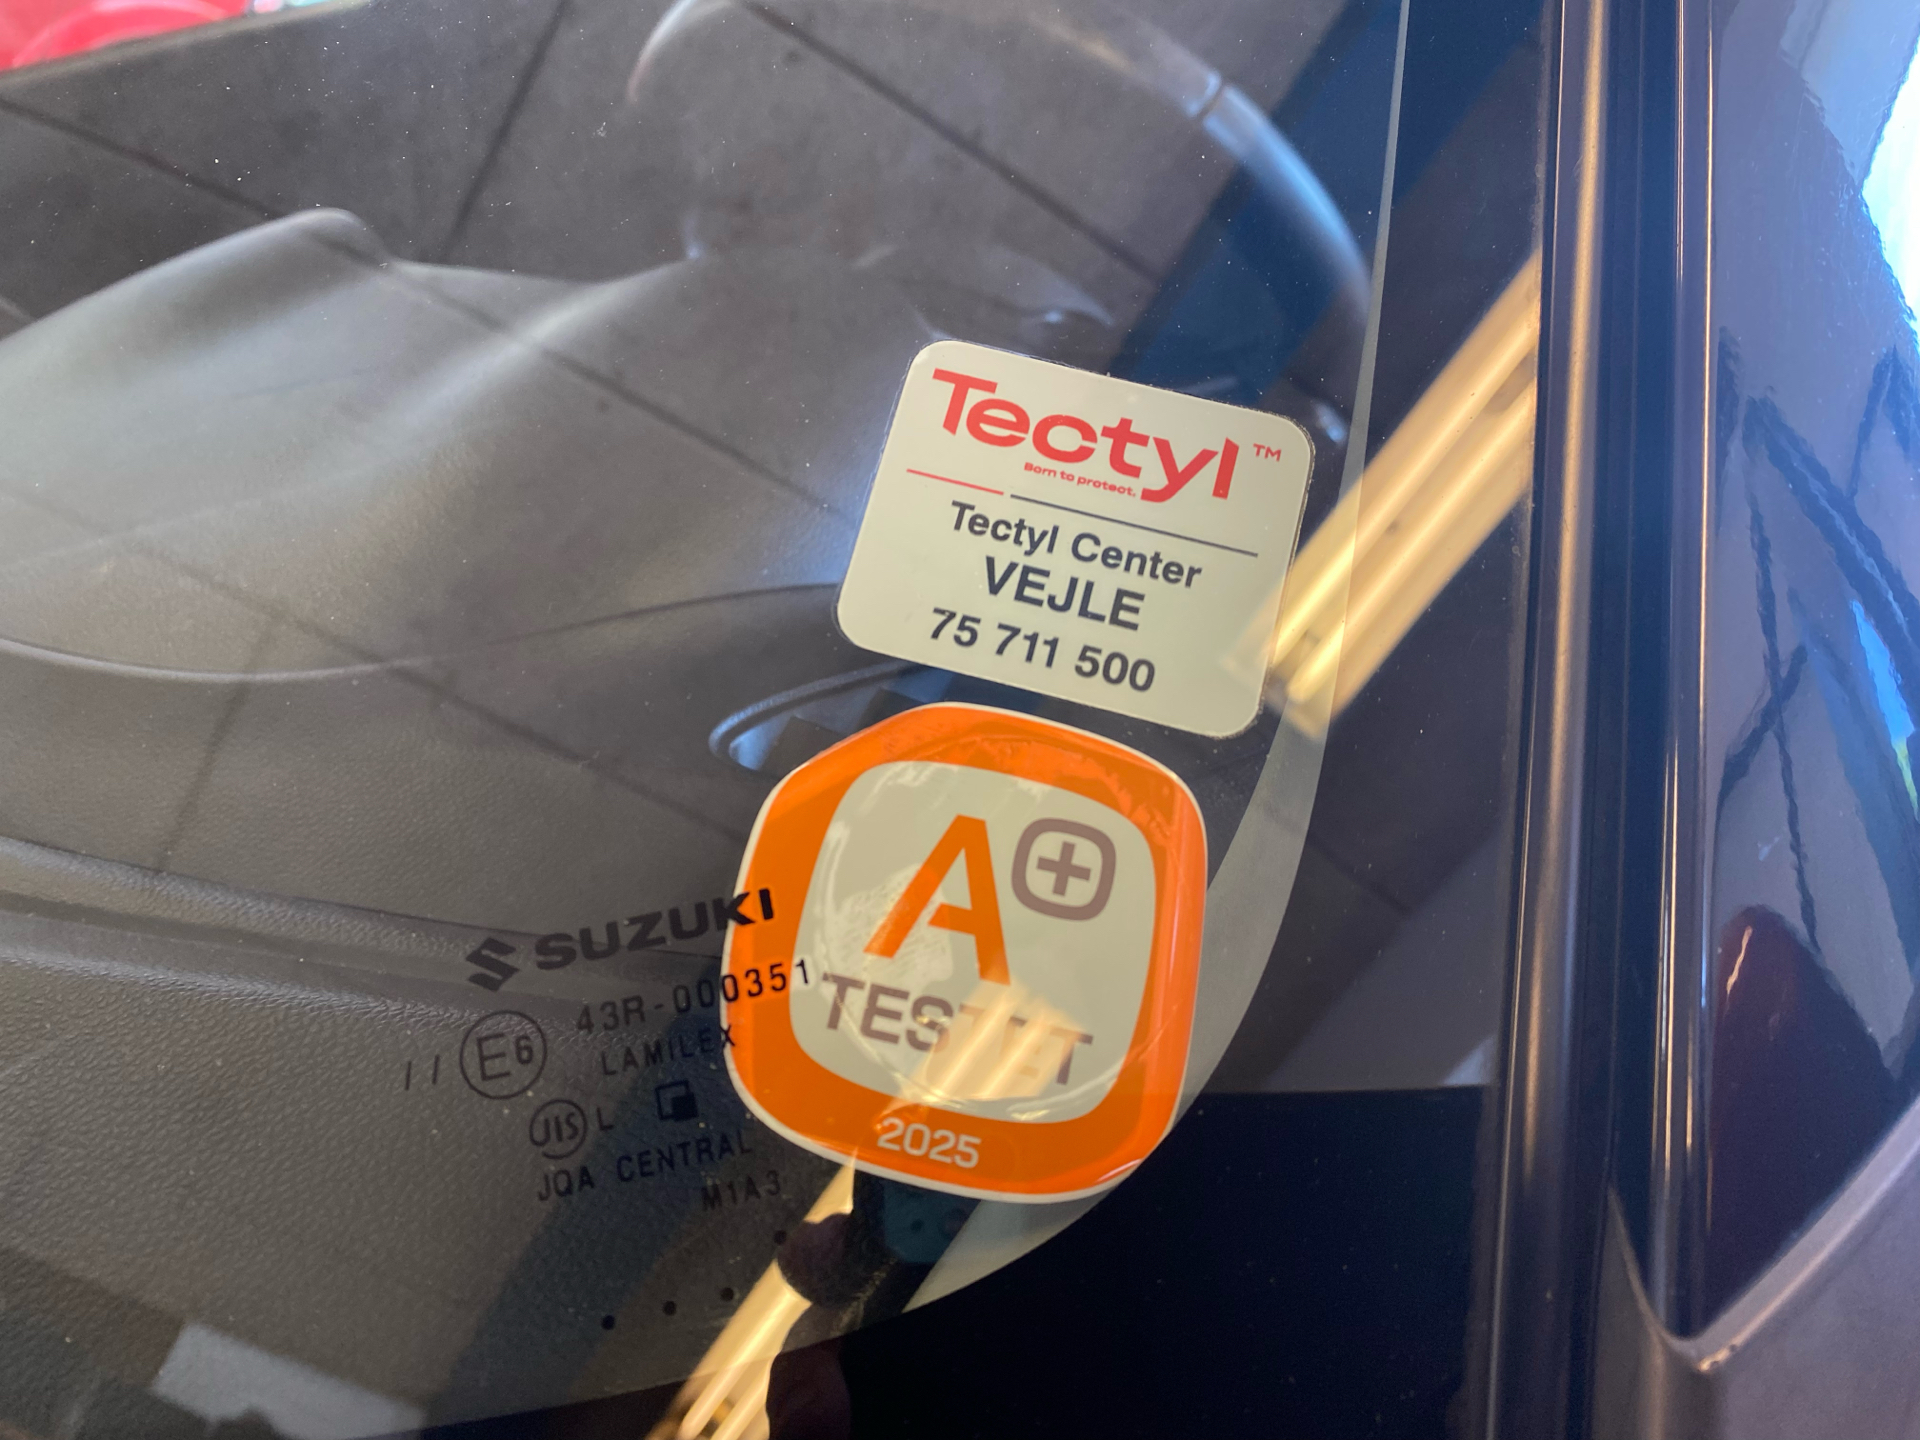 Tectyl™
Born to protect.
Tectyl Center
VEJLE
75 711 500
A+
TESTET
2025
SUZUKI
43R-000351
// E6
LAMILEX
JIS L
JQA CENTRAL
M1A3